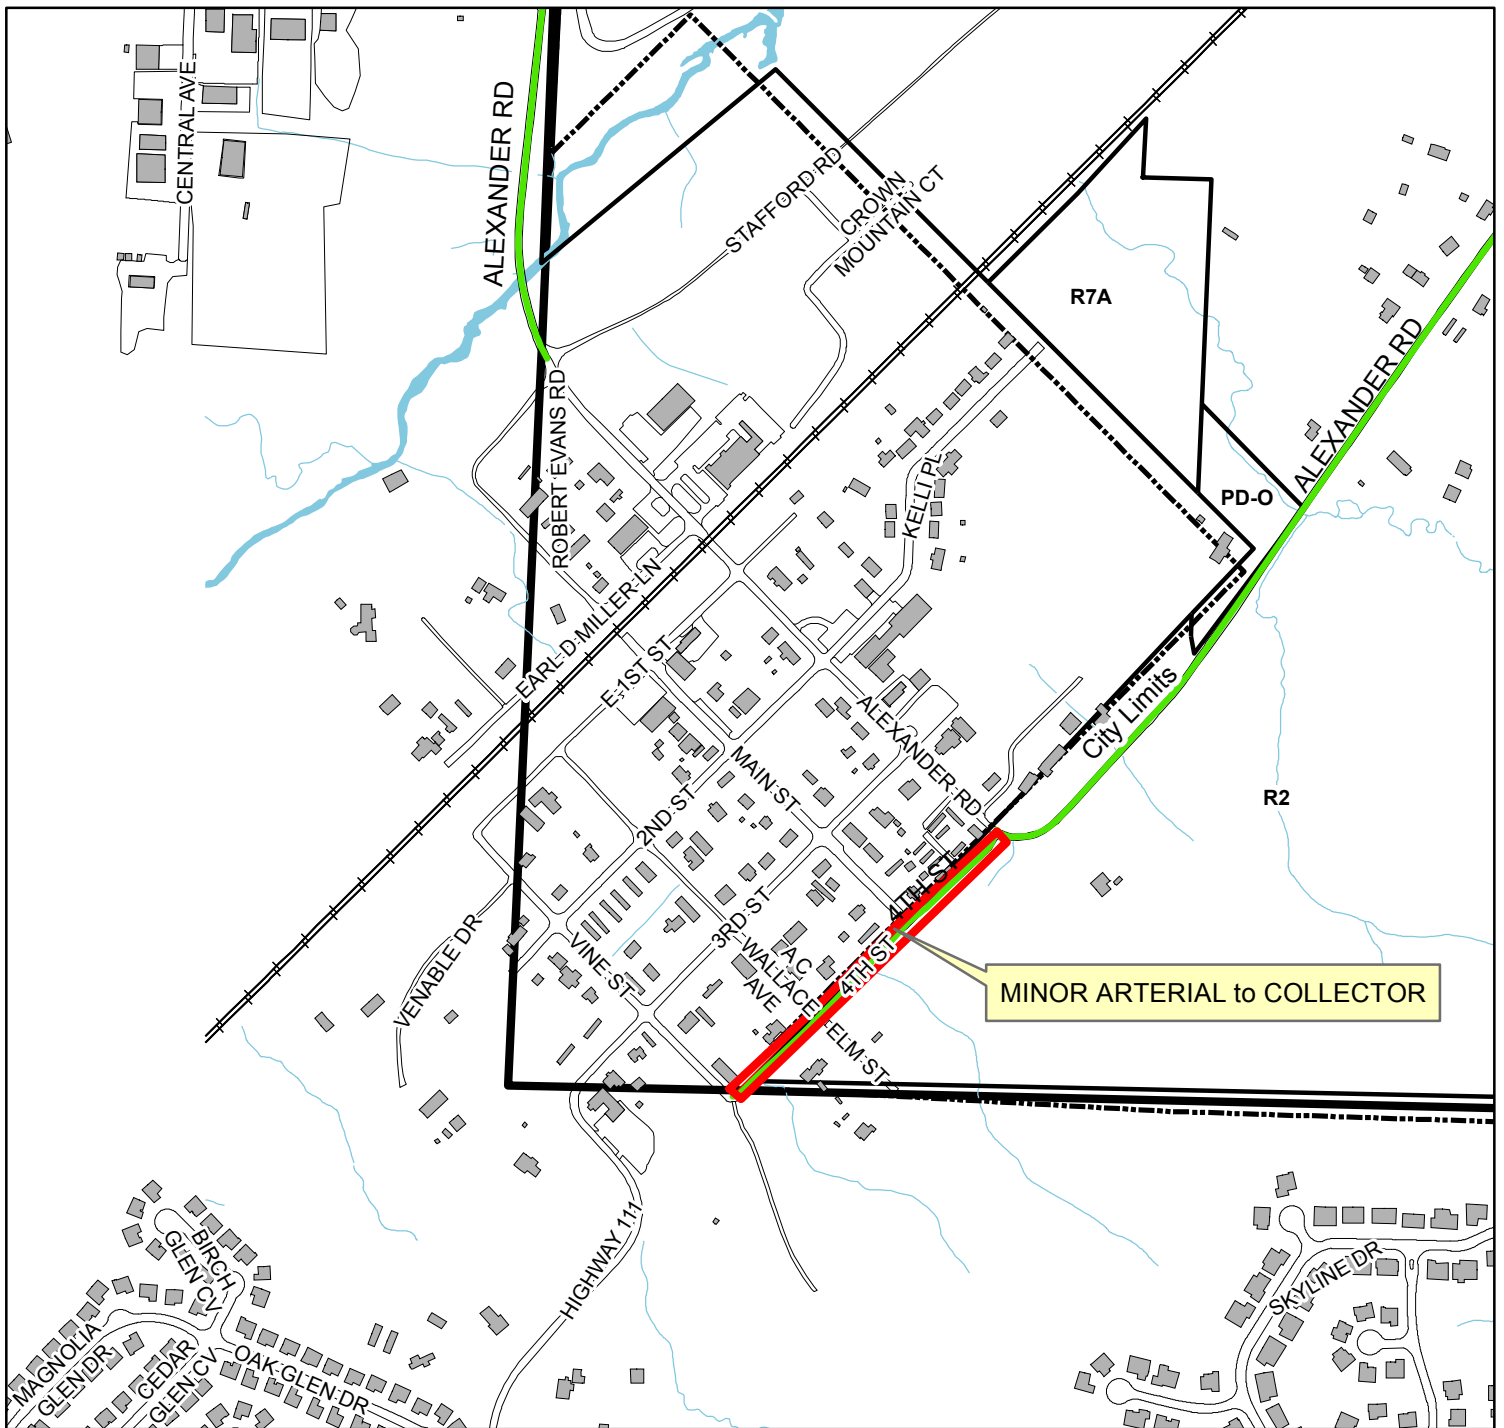 CENTRAL AVE
ALEXANDER RD
STAFFORD RD
CROWN
MOUNTAIN CT
R7A
ALEXANDER RD
PD-O
ROBERT EVANS RD
KELLI PL
EARL D MILLER LN
E 1ST ST
ALEXANDER RD
City Limits
MAIN ST
2ND ST
R2
4TH ST
3RD ST
4TH ST
A C
WALLACE
AVE
ELM ST
VINE ST
VENABLE DR
MINOR ARTERIAL to COLLECTOR
HIGHWAY 111
BIRCH
GLEN CV
SKYLINE DR
MAGNOLIA
GLEN DR
CEDAR
GLEN CV
OAK GLEN DR